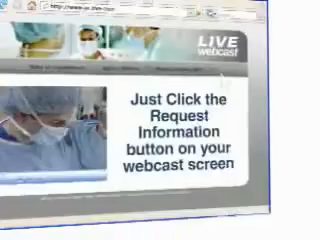 LIVE
webcast
Just Click the
Request
Information
button on your
webcast screen